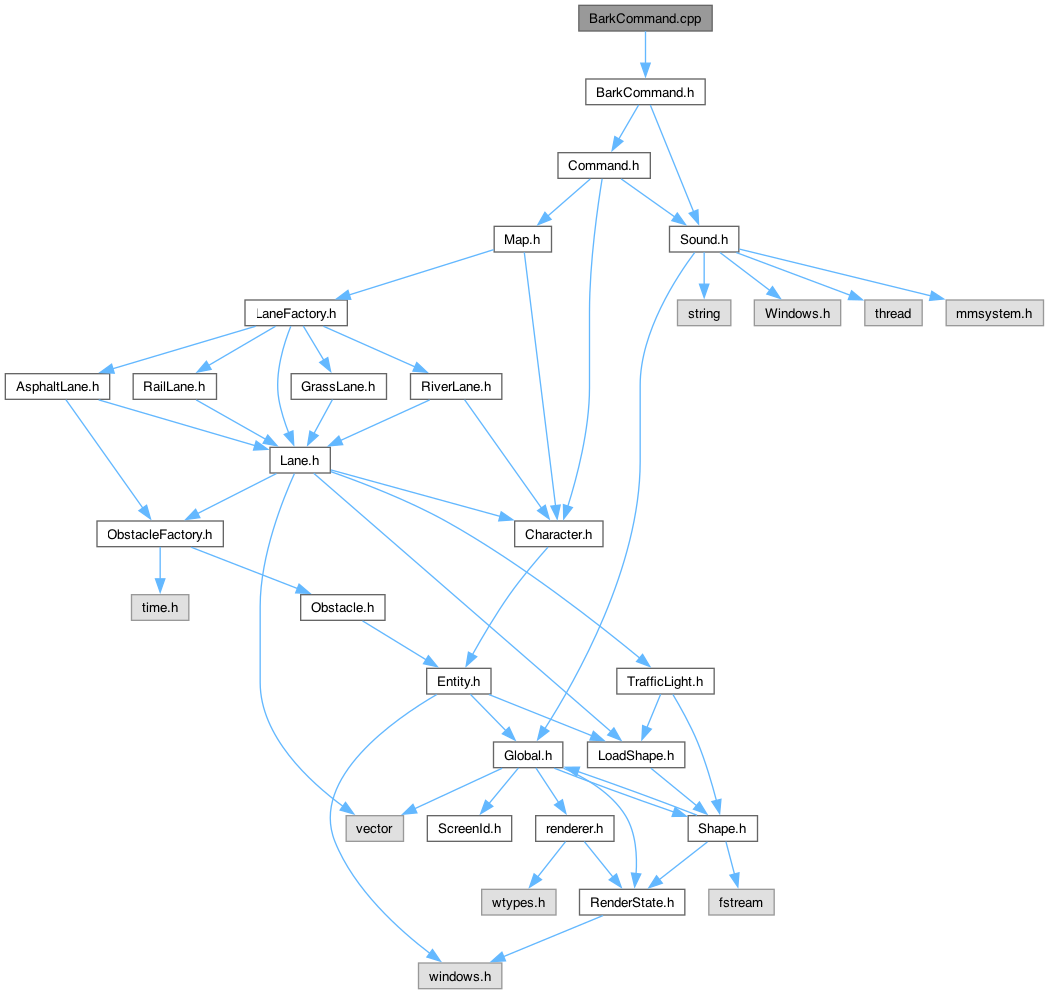 BarkCommand.cpp
BarkCommand.h
Command.h
Map.h
Sound.h
LaneFactory.h
string
Windows.h
thread
mmsystem.h
AsphaltLane.h
RailLane.h
GrassLane.h
RiverLane.h
Lane.h
ObstacleFactory.h
Character.h
time.h
Obstacle.h
Entity.h
TrafficLight.h
Global.h
LoadShape.h
vector
ScreenId.h
renderer.h
Shape.h
wtypes.h
RenderState.h
fstream
windows.h